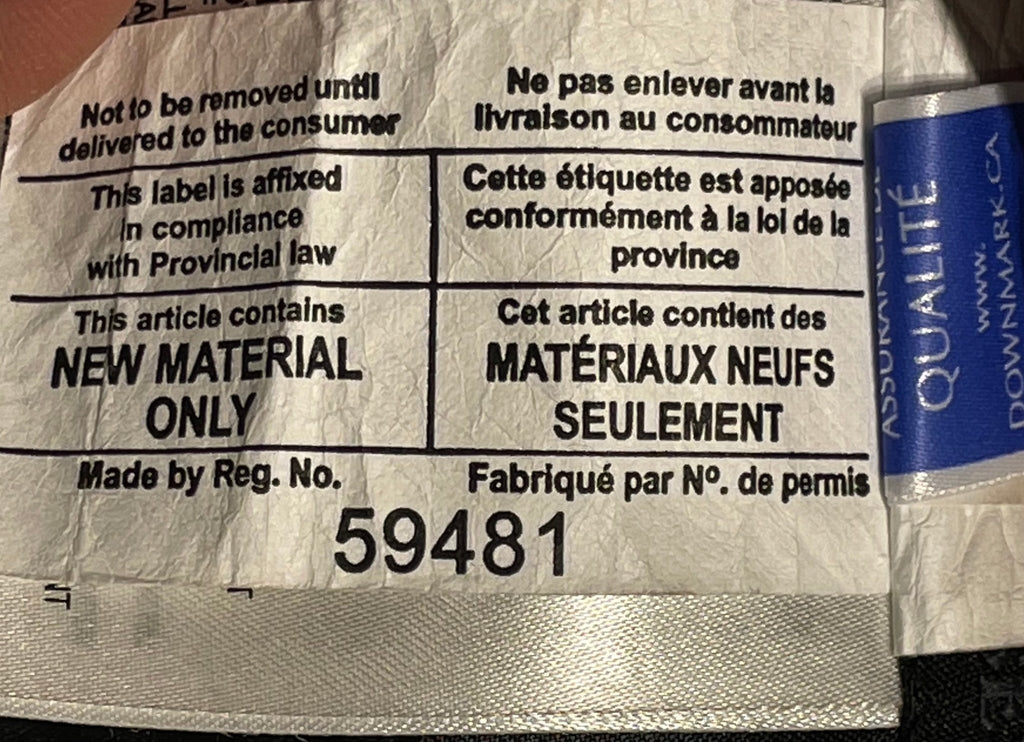 Not to be removed until
delivered to the consumer
Ne pas enlever avant la
livraison au consommateur
This label is affixed
in compliance
with Provincial law
Cette étiquette est apposée
conformément à la loi de la
province
This article contains
NEW MATERIAL
ONLY
Cet article contient des
MATÉRIAUX NEUFS
SEULEMENT
Made by Reg. No.
Fabriqué par Nº. de permis
59481
ASSURANCE DE
QUALITÉ
www.
DOWNMARK.CA